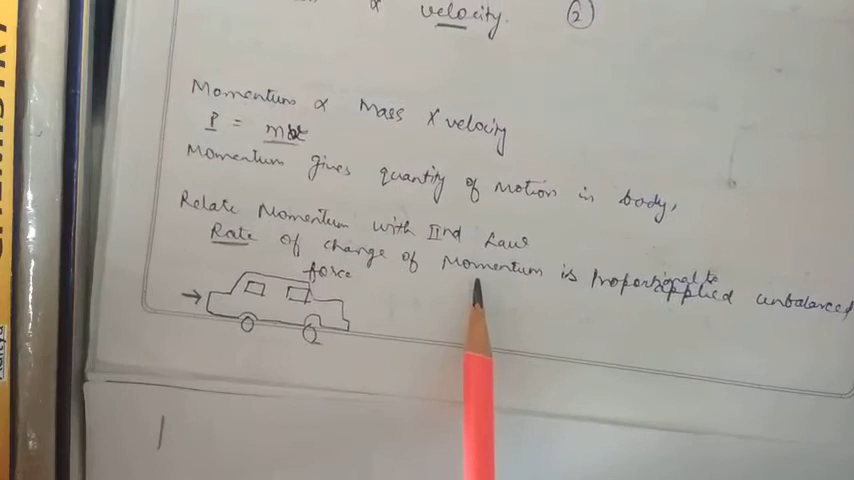 ∝ velocity. (2)
Momentum ∝ Mass X velocity
P = mv
Momentum gives quantity of Motion in body,
Relate Momentum with IInd Law
Rate of change of Momentum is Proportional to applied unbalanced
force